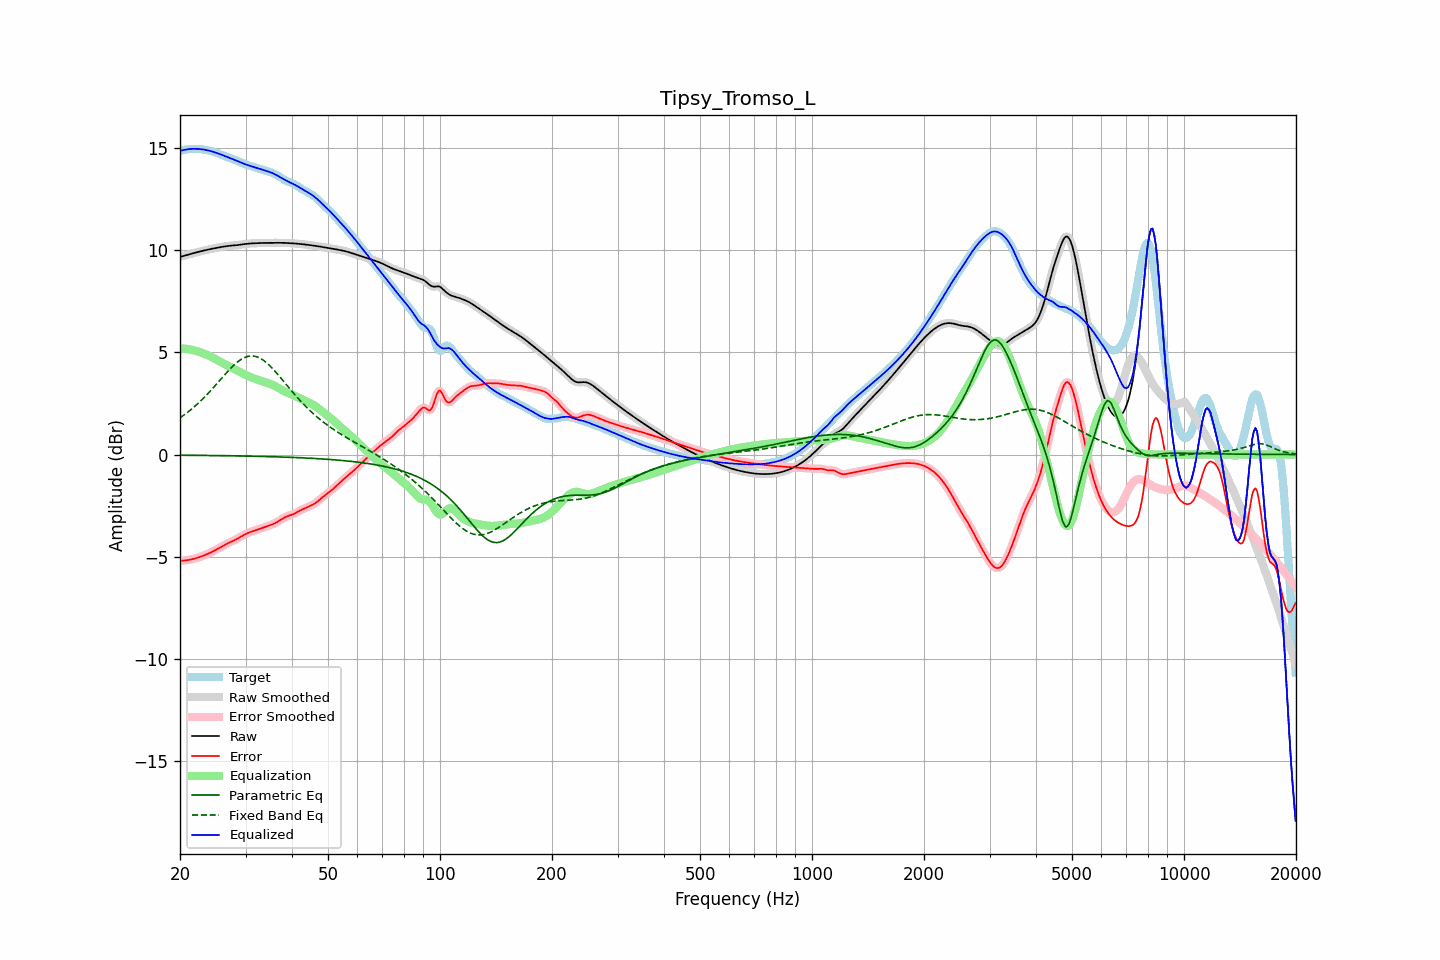 Tipsy_Tromso_L
Amplitude (dBr)
15
10
5
0
−5
−10
−15
Target
Raw Smoothed
Error Smoothed
Raw
Error
Equalization
Parametric Eq
Fixed Band Eq
Equalized
20 50 100 200 500 1000 2000 5000 10000 20000
Frequency (Hz)